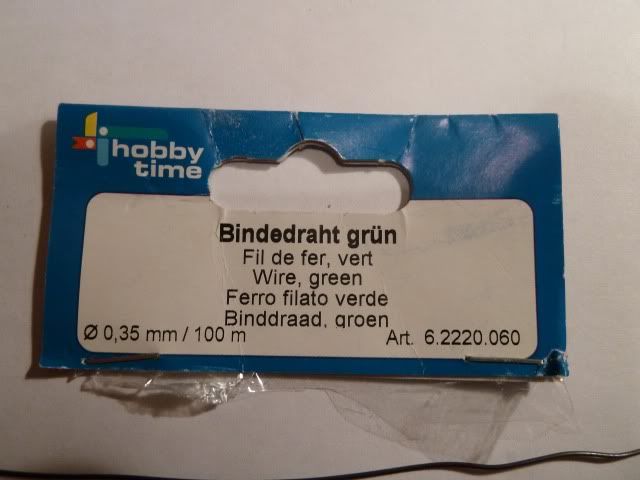 hobby
time
Bindedraht grün
Fil de fer, vert
Wire, green
Ferro filato verde
Binddraad, groen
Ø 0,35 mm / 100 m Art. 6.2220.060